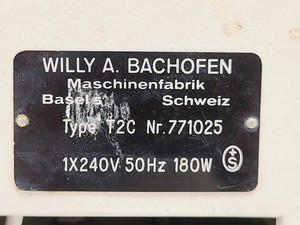 WILLY A. BACHOFEN
Maschinenfabrik
Basel Schweiz
Type T2C Nr.771025
1X240V 50Hz 180W +S